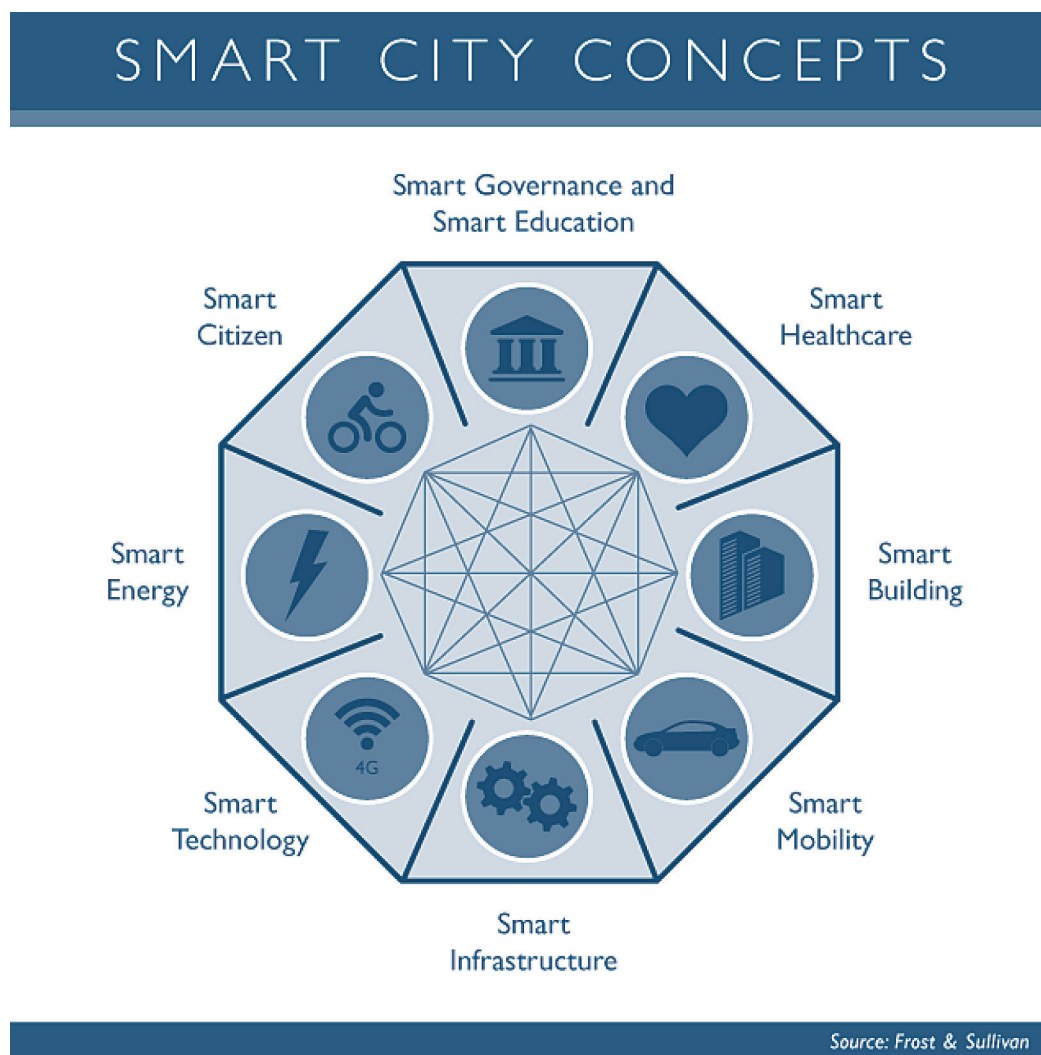 SMART CITY CONCEPTS
Smart Governance and
Smart Education
Smart
Citizen
Smart
Healthcare
Smart
Energy
Smart
Building
4G
Smart
Technology
Smart
Mobility
Smart
Infrastructure
Source: Frost & Sullivan